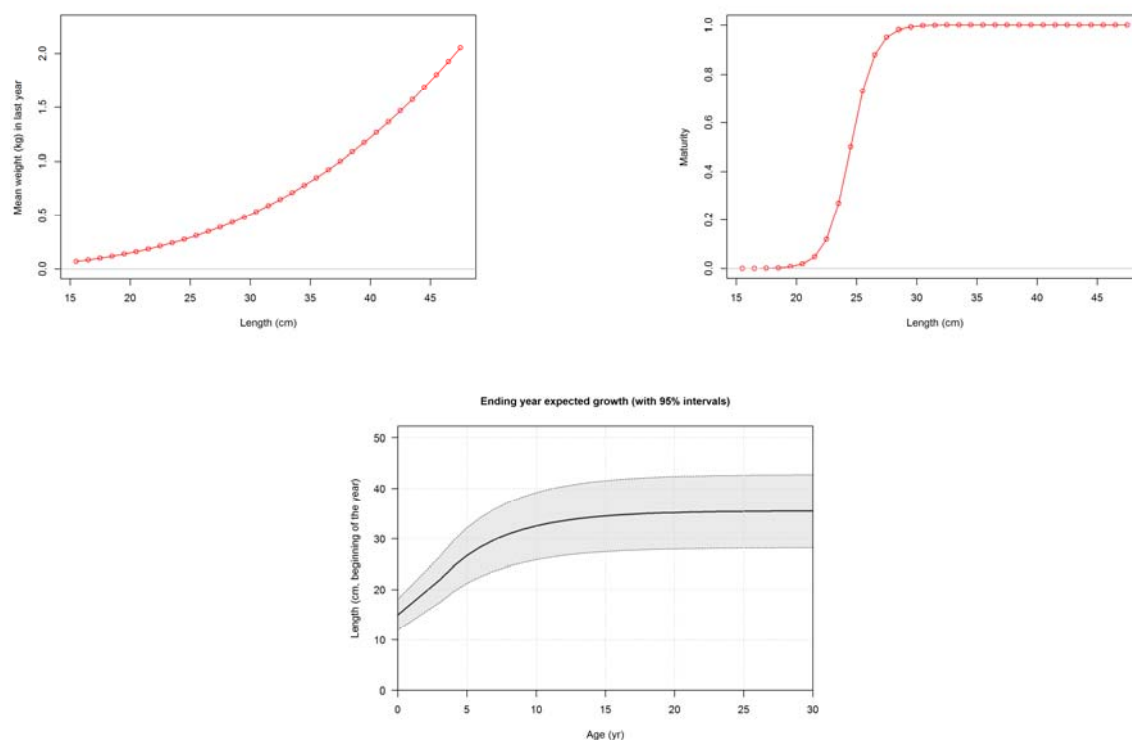 Mean weight (kg) in last year
2.0
1.5
1.0
0.5
0.0
15 20 25 30 35 40 45
Length (cm)
Maturity
1.0
0.8
0.6
0.4
0.2
0.0
15 20 25 30 35 40 45
Length (cm)
Ending year expected growth (with 95% intervals)
Length (cm, beginning of the year)
50
40
30
20
10
0
0 5 10 15 20 25 30
Age (yr)